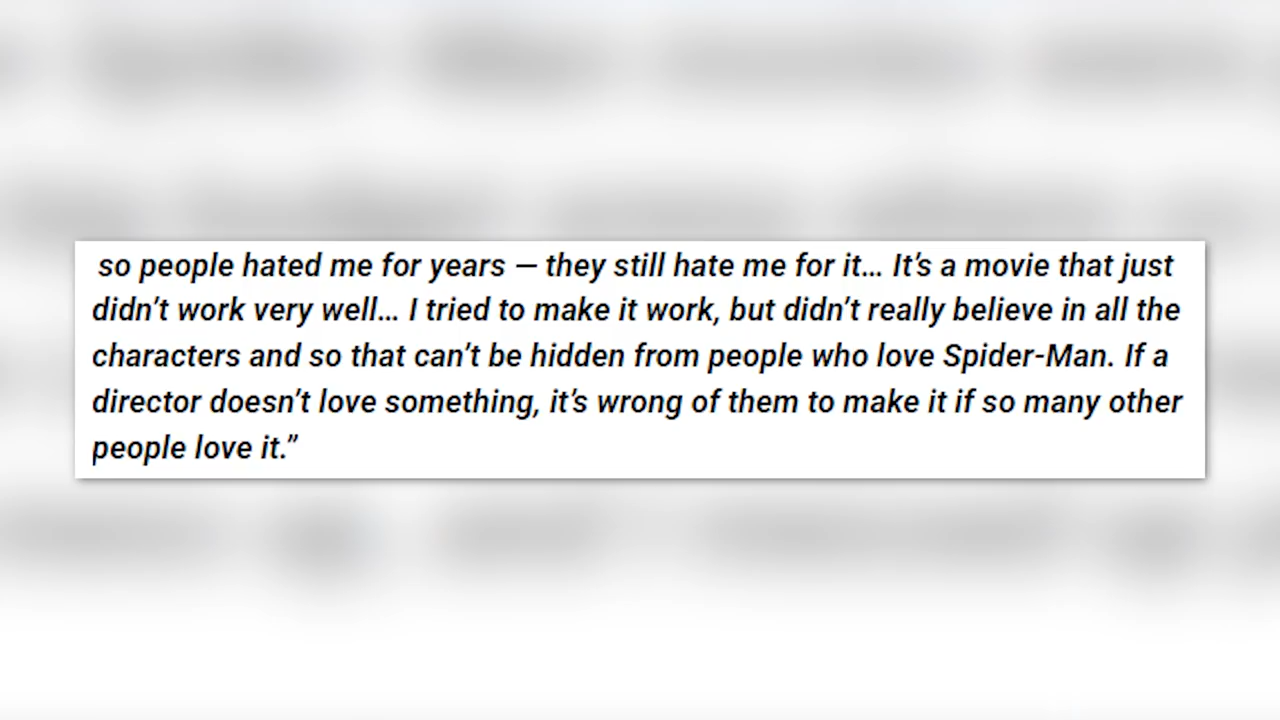 so people hated me for years — they still hate me for it... It’s a movie that just
didn’t work very well... I tried to make it work, but didn’t really believe in all the
characters and so that can’t be hidden from people who love Spider-Man. If a
director doesn’t love something, it’s wrong of them to make it if so many other
people love it.”